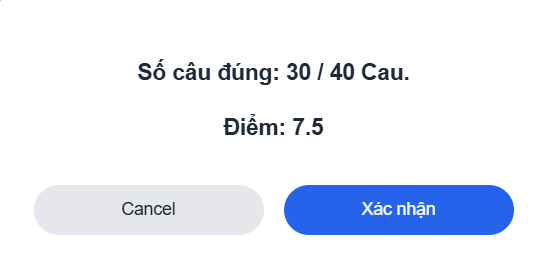 Số câu đúng: 30 / 40 Cau.
Điểm: 7.5
Cancel
Xác nhận